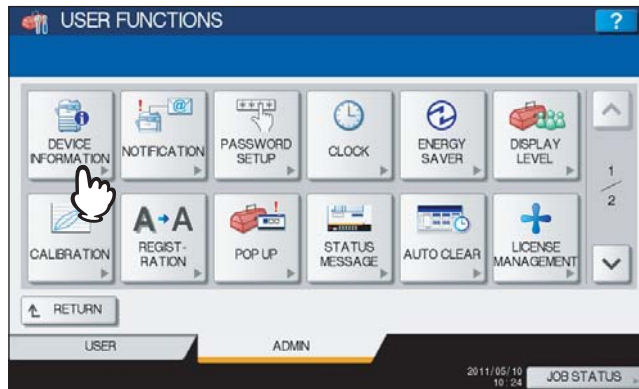 USER FUNCTIONS
?
DEVICE
INFORMATION
NOTIFICATION
PASSWORD
SETUP
CLOCK
ENERGY
SAVER
DISPLAY
LEVEL
1
2
CALIBRATION
REGIST-
RATION
POP UP
STATUS
MESSAGE
AUTO CLEAR
LICENSE
MANAGEMENT
RETURN
USER
ADMIN
2011/05/10
10:24
JOB STATUS